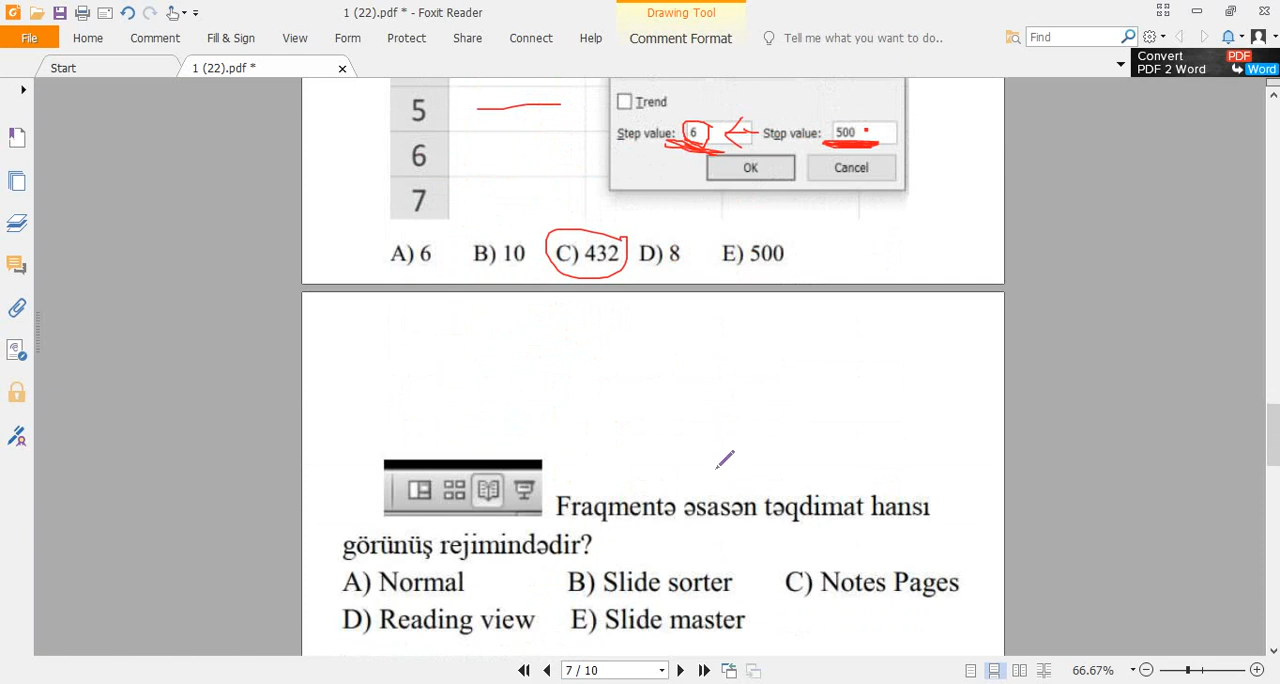 1 (22).pdf * - Foxit Reader
Drawing Tool
File Home Comment Fill & Sign View Form Protect Share Connect Help Comment Format Tell me what you want to do.. Find
Start 1 (22).pdf * Convert PDF
PDF 2 Word Word
5
Trend
Step value: 6 Stop value: 500
6
OK Cancel
7
A) 6 B) 10 C) 432 D) 8 E) 500
Fraqmentə əsasən təqdimat hansı
görünüş rejimindədir?
A) Normal B) Slide sorter C) Notes Pages
D) Reading view E) Slide master
7 / 10 66.67%